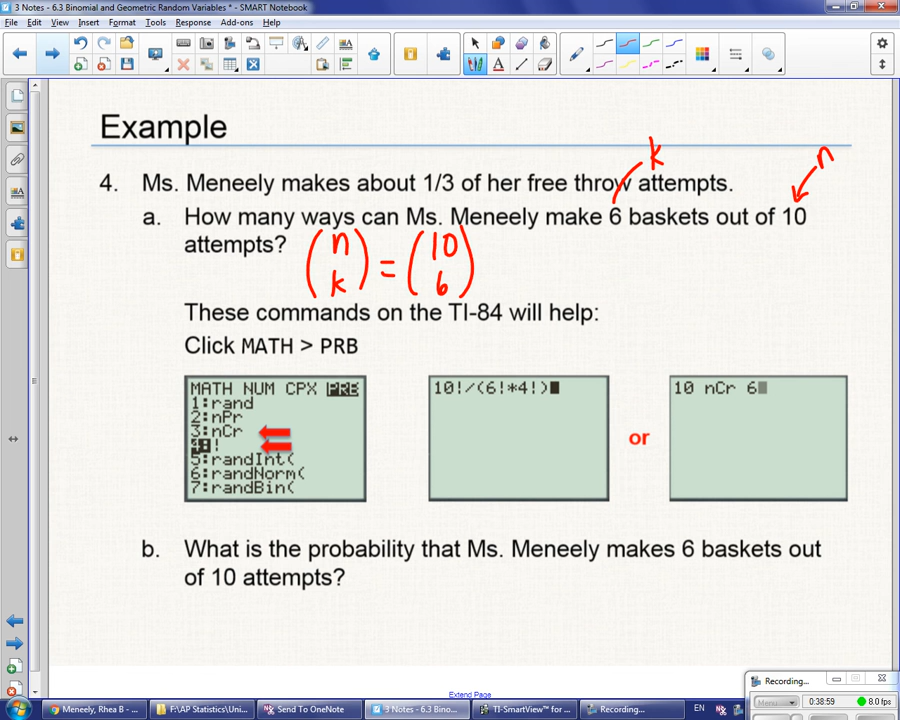 3 Notes - 6.3 Binomial and Geometric Random Variables * - SMART Notebook
File Edit View Insert Format Tools Response Add-ons Help
Example
k
n
4. Ms. Meneely makes about 1/3 of her free throw attempts.
a. How many ways can Ms. Meneely make 6 baskets out of 10
attempts?
(n k) = (10 6)
These commands on the TI-84 will help:
Click MATH > PRB
MATH NUM CPX PRB
1:rand
2:nPr
3:nCr
4:!
5:randInt(
6:randNorm(
7:randBin(
10!/(6!*4!)
or
10 nCr 6
b. What is the probability that Ms. Meneely makes 6 baskets out
of 10 attempts?
Extend Page
Recording...
Menu
0:38:59
8.0 fps
Meneely, Rhea B - ...
F:\AP Statistics\Uni...
Send To OneNote
3 Notes - 6.3 Bino...
TI-SmartView™ for ...
Recording...
EN